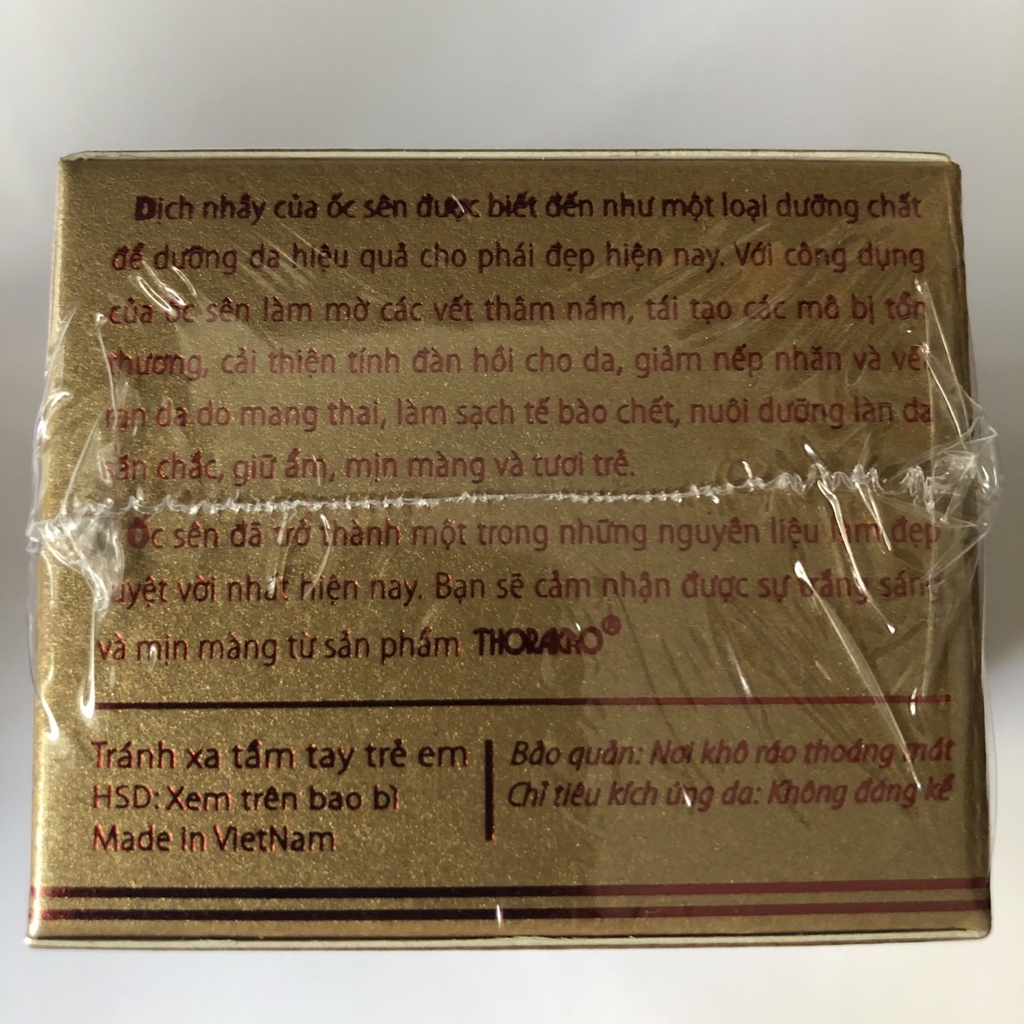 Dịch nhầy của ốc sên được biết đến như một loại dưỡng chất
để dưỡng da hiệu quả cho phái đẹp hiện nay. Với công dụng
của ốc sên làm mờ các vết thâm nám, tái tạo các mô bị tổn
thương, cải thiện tính đàn hồi cho da, giảm nếp nhăn và vết
rạn da do mang thai, làm sạch tế bào chết, nuôi dưỡng làn da
săn chắc, giữ ẩm, mịn màng và tươi trẻ.
Ốc sên đã trở thành một trong những nguyên liệu làm đẹp
tuyệt vời nhất hiện nay. Bạn sẽ cảm nhận được sự trắng sáng
và mịn màng từ sản phẩm THORAKAO®
Tránh xa tầm tay trẻ em
HSD: Xem trên bao bì
Made in VietNam
Bảo quản: Nơi khô ráo thoáng mát
Chỉ tiêu kích ứng da: Không đáng kể